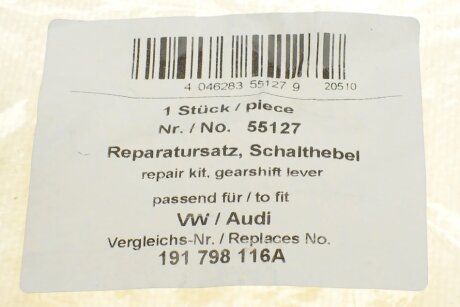 4 046283 55127 9 20510
1 Stück / piece
Nr. / No. 55127
Reparatursatz, Schalthebel
repair kit, gearshift lever
passend für / to fit
VW / Audi
Vergleichs-Nr. / Replaces No.
191 798 116A